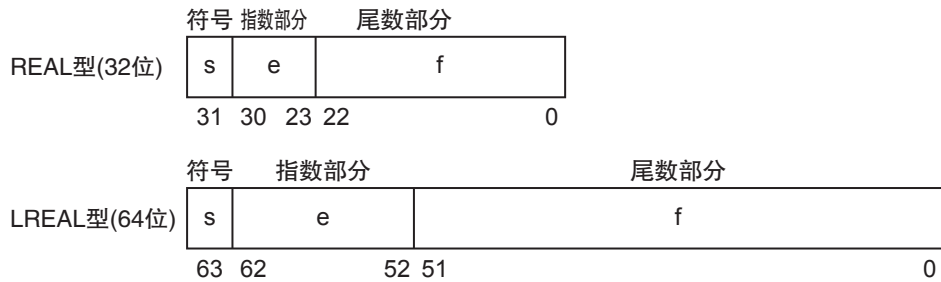 符号 指数部分 尾数部分
REAL型(32位) s e f
31 30 23 22 0
符号 指数部分 尾数部分
LREAL型(64位) s e f
63 62 52 51 0